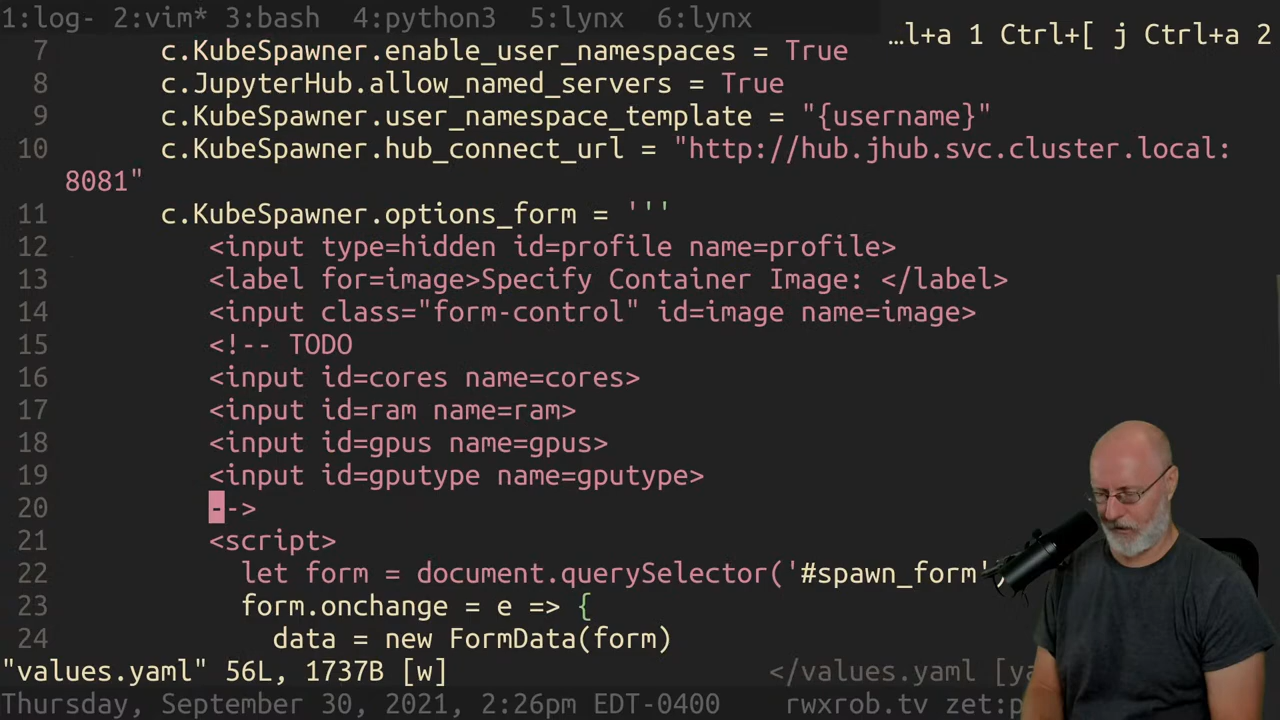 1:log- 2:vim* 3:bash 4:python3 5:lynx 6:lynx
…l+a 1 Ctrl+[ j Ctrl+a 2
7 c.KubeSpawner.enable_user_namespaces = True
8 c.JupyterHub.allow_named_servers = True
9 c.KubeSpawner.user_namespace_template = "{username}"
10 c.KubeSpawner.hub_connect_url = "http://hub.jhub.svc.cluster.local:
8081"
11 c.KubeSpawner.options_form = '''
12 <input type=hidden id=profile name=profile>
13 <label for=image>Specify Container Image: </label>
14 <input class="form-control" id=image name=image>
15 <!-- TODO
16 <input id=cores name=cores>
17 <input id=ram name=ram>
18 <input id=gpus name=gpus>
19 <input id=gputype name=gputype>
20 -->
21 <script>
22 let form = document.querySelector('#spawn_form'
23 form.onchange = e => {
24 data = new FormData(form)
"values.yaml" 56L, 1737B [w] </values.yaml
Thursday, September 30, 2021, 2:26pm EDT-0400 rwxrob.tv